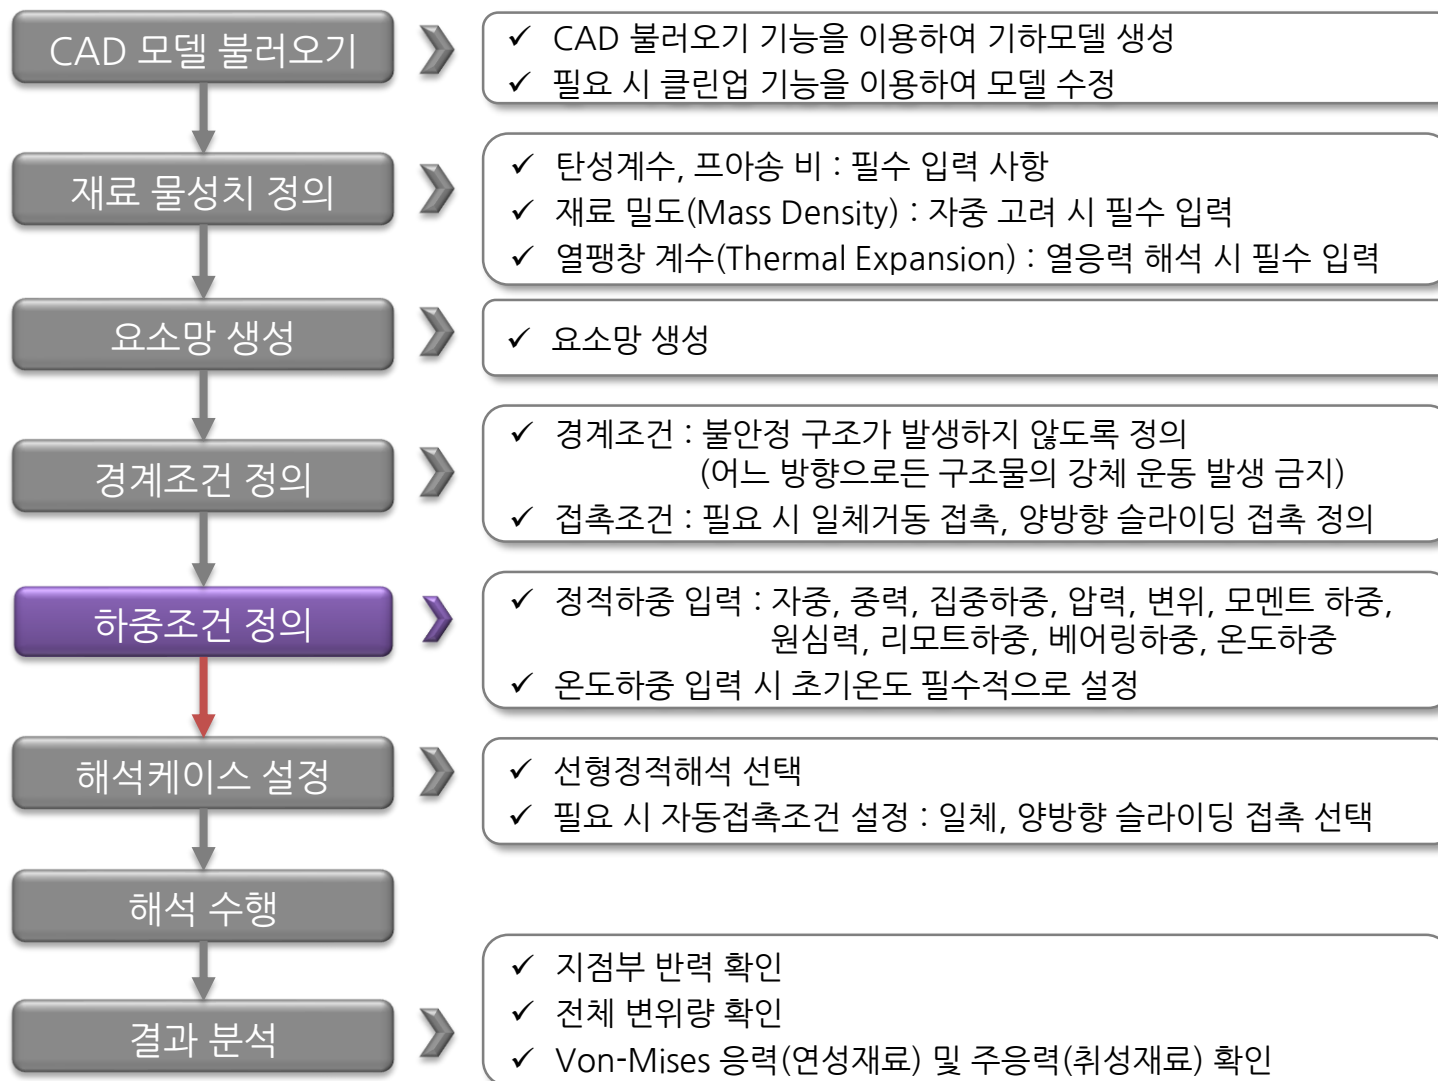 CAD 모델 불러오기
✓ CAD 불러오기 기능을 이용하여 기하모델 생성
✓ 필요 시 클린업 기능을 이용하여 모델 수정
재료 물성치 정의
✓ 탄성계수, 프아송 비 : 필수 입력 사항
✓ 재료 밀도(Mass Density) : 자중 고려 시 필수 입력
✓ 열팽창 계수(Thermal Expansion) : 열응력 해석 시 필수 입력
요소망 생성
✓ 요소망 생성
경계조건 정의
✓ 경계조건 : 불안정 구조가 발생하지 않도록 정의
(어느 방향으로든 구조물의 강체 운동 발생 금지)
✓ 접촉조건 : 필요 시 일체거동 접촉, 양방향 슬라이딩 접촉 정의
하중조건 정의
✓ 정적하중 입력 : 자중, 중력, 집중하중, 압력, 변위, 모멘트 하중,
원심력, 리모트하중, 베어링하중, 온도하중
✓ 온도하중 입력 시 초기온도 필수적으로 설정
해석케이스 설정
✓ 선형정적해석 선택
✓ 필요 시 자동접촉조건 설정 : 일체, 양방향 슬라이딩 접촉 선택
해석 수행
결과 분석
✓ 지점부 반력 확인
✓ 전체 변위량 확인
✓ Von-Mises 응력(연성재료) 및 주응력(취성재료) 확인